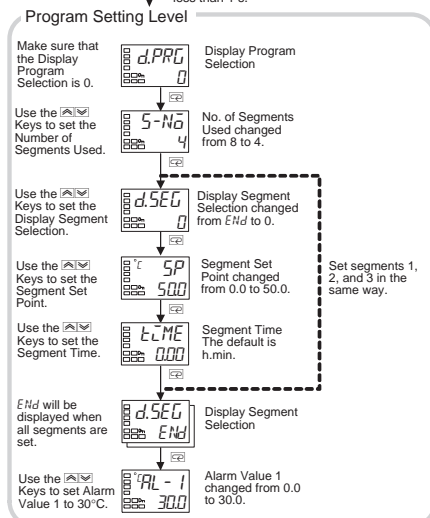 less than 1 s.
Program Setting Level
Make sure that
the Display
Program
Selection is 0.
d.PRG
0
Display Program
Selection
Use the
Keys to set the
Number of
Segments Used.
S-No
4
No. of Segments
Used changed
from 8 to 4.
Use the
Keys to set the
Display Segment
Selection.
d.SEG
0
Display Segment
Selection changed
from ENd to 0.
Use the
Keys to set the
Segment Set
Point.
°C SP
50.0
Segment Set
Point changed
from 0.0 to 50.0.
Set segments 1,
2, and 3 in the
same way.
Use the
Keys to set the
Segment Time.
tiME
0.00
Segment Time
The default is
h.min.
ENd will be
displayed when
all segments are
set.
d.SEG
ENd
Display Segment
Selection
Use the
Keys to set Alarm
Value 1 to 30°C.
°C AL-1
30.0
Alarm Value 1
changed from 0.0
to 30.0.